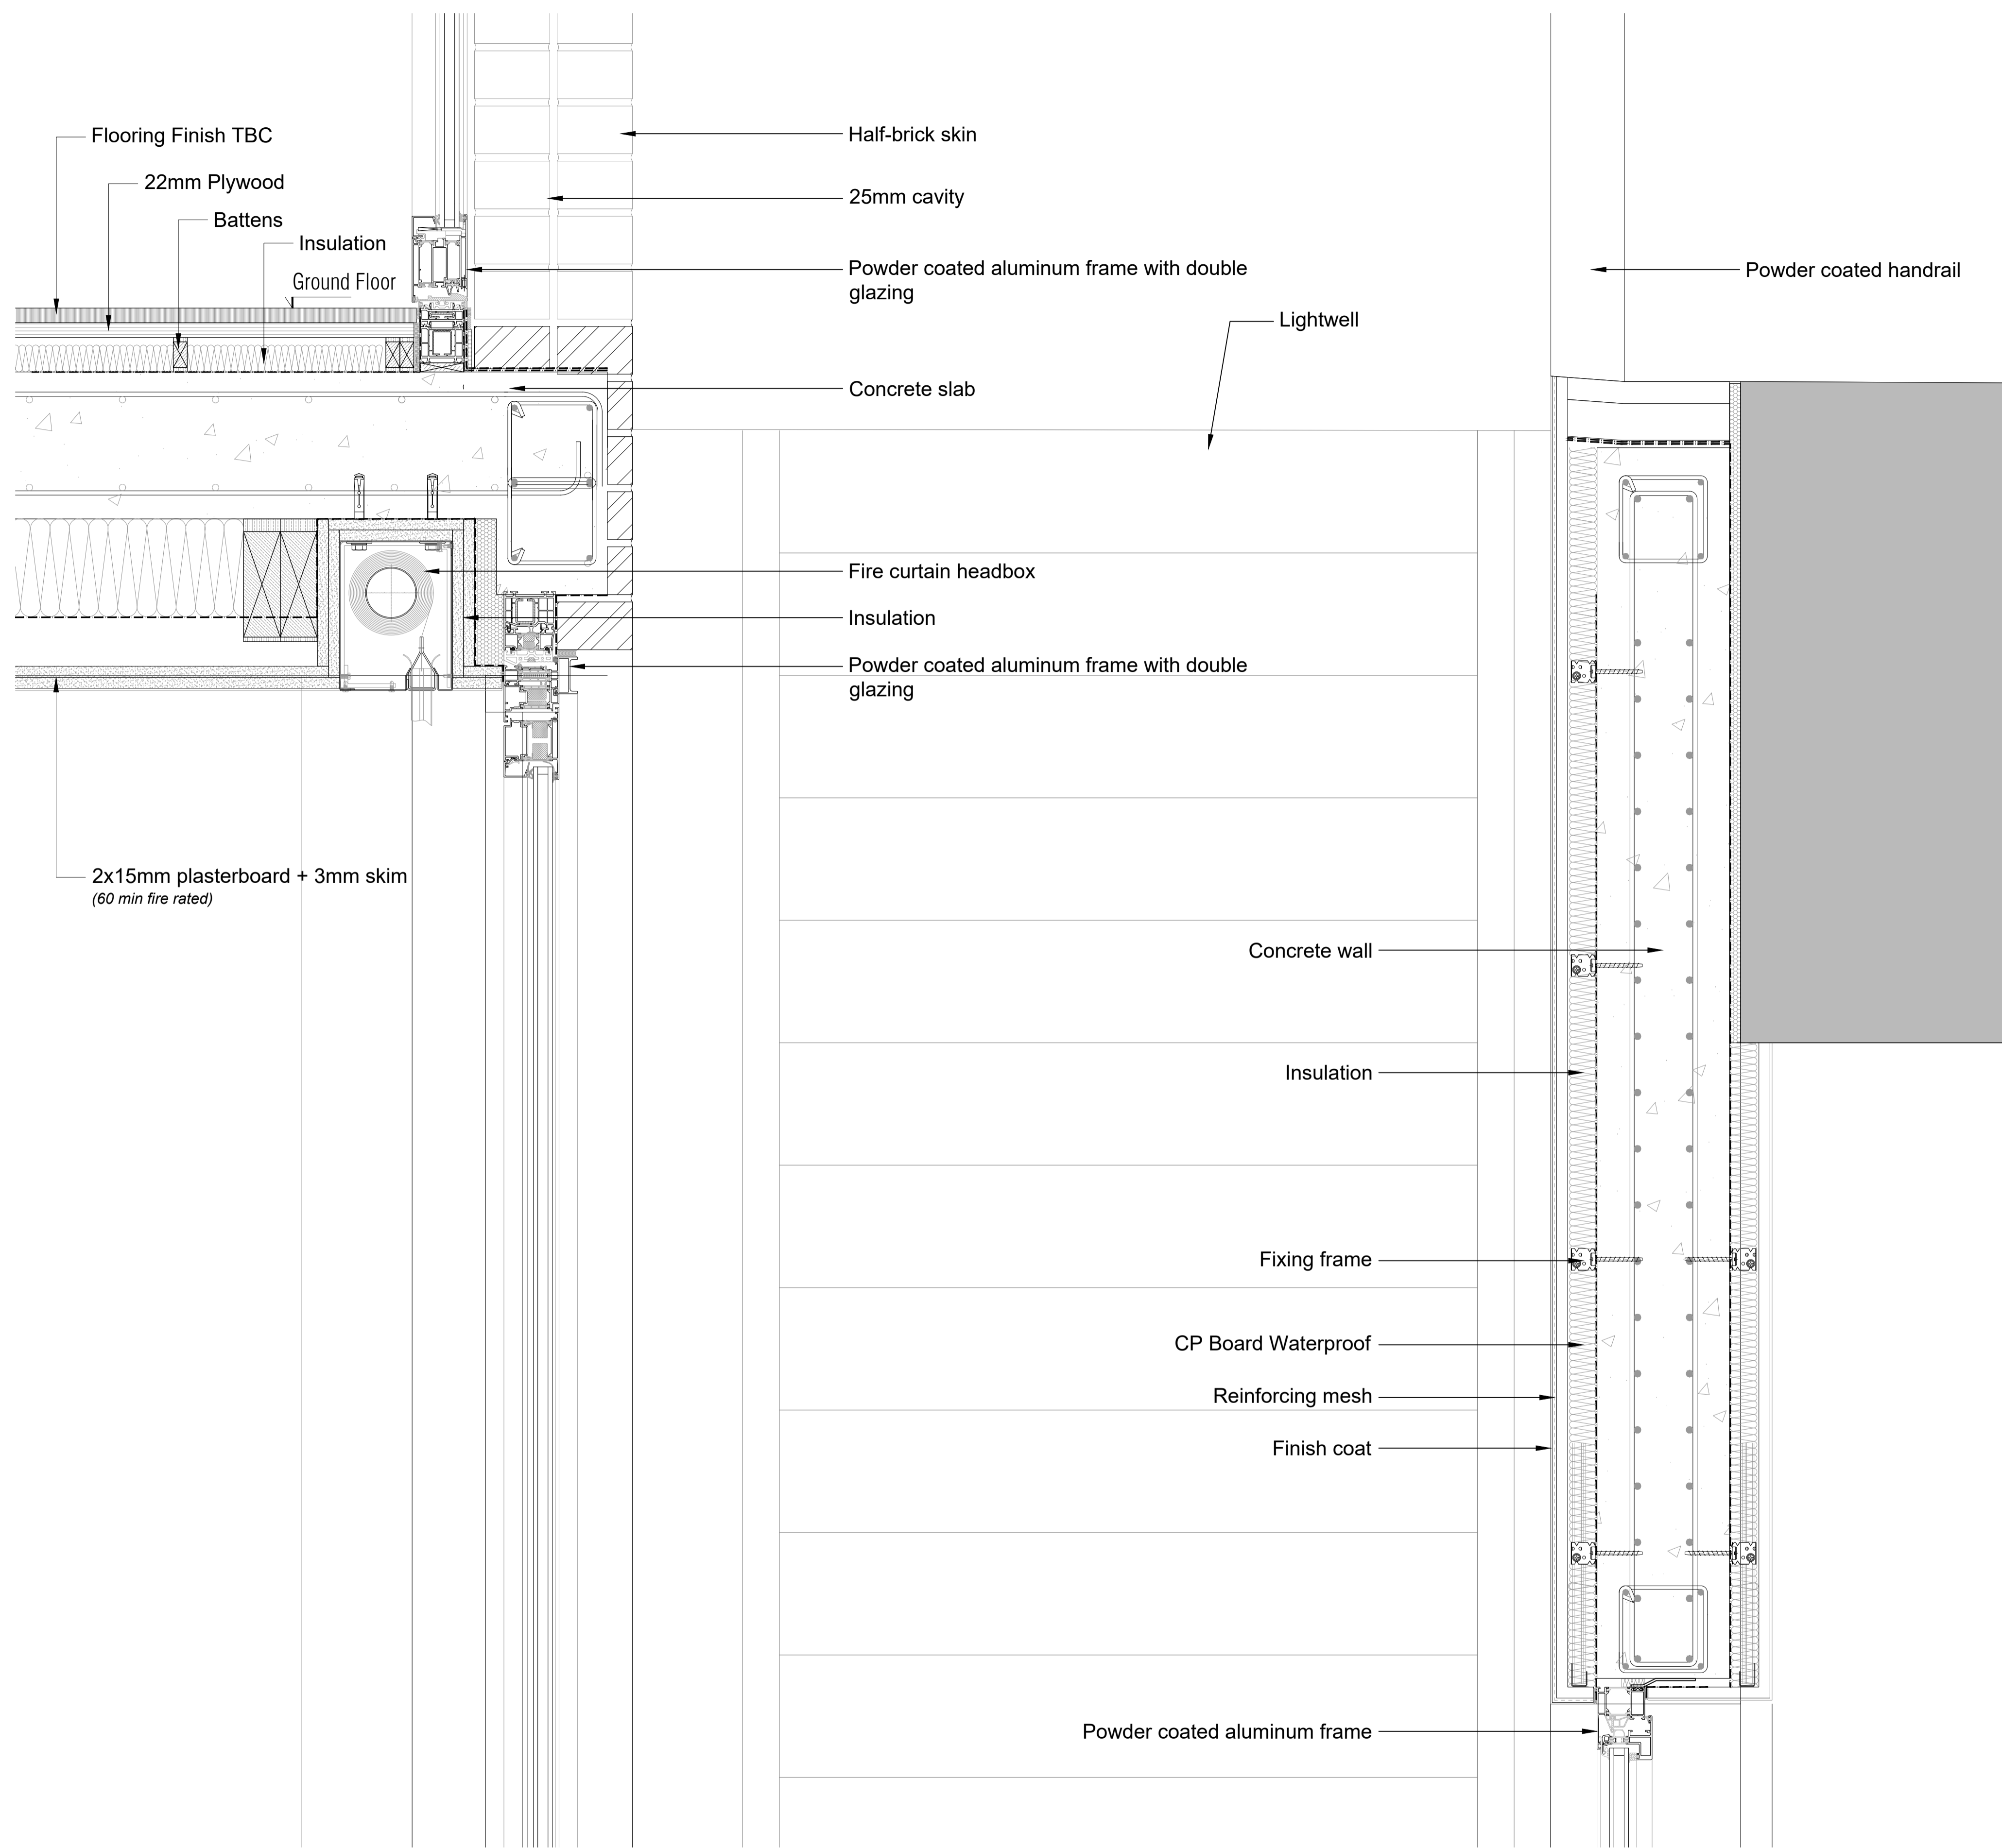 Flooring Finish TBC
22mm Plywood
Battens
Insulation
Ground Floor
Half-brick skin
25mm cavity
Powder coated aluminum frame with double
glazing
Lightwell
Powder coated handrail
Concrete slab
Fire curtain headbox
Insulation
Powder coated aluminum frame with double
glazing
2x15mm plasterboard + 3mm skim
(60 min fire rated)
Concrete wall
Insulation
Fixing frame
CP Board Waterproof
Reinforcing mesh
Finish coat
Powder coated aluminum frame